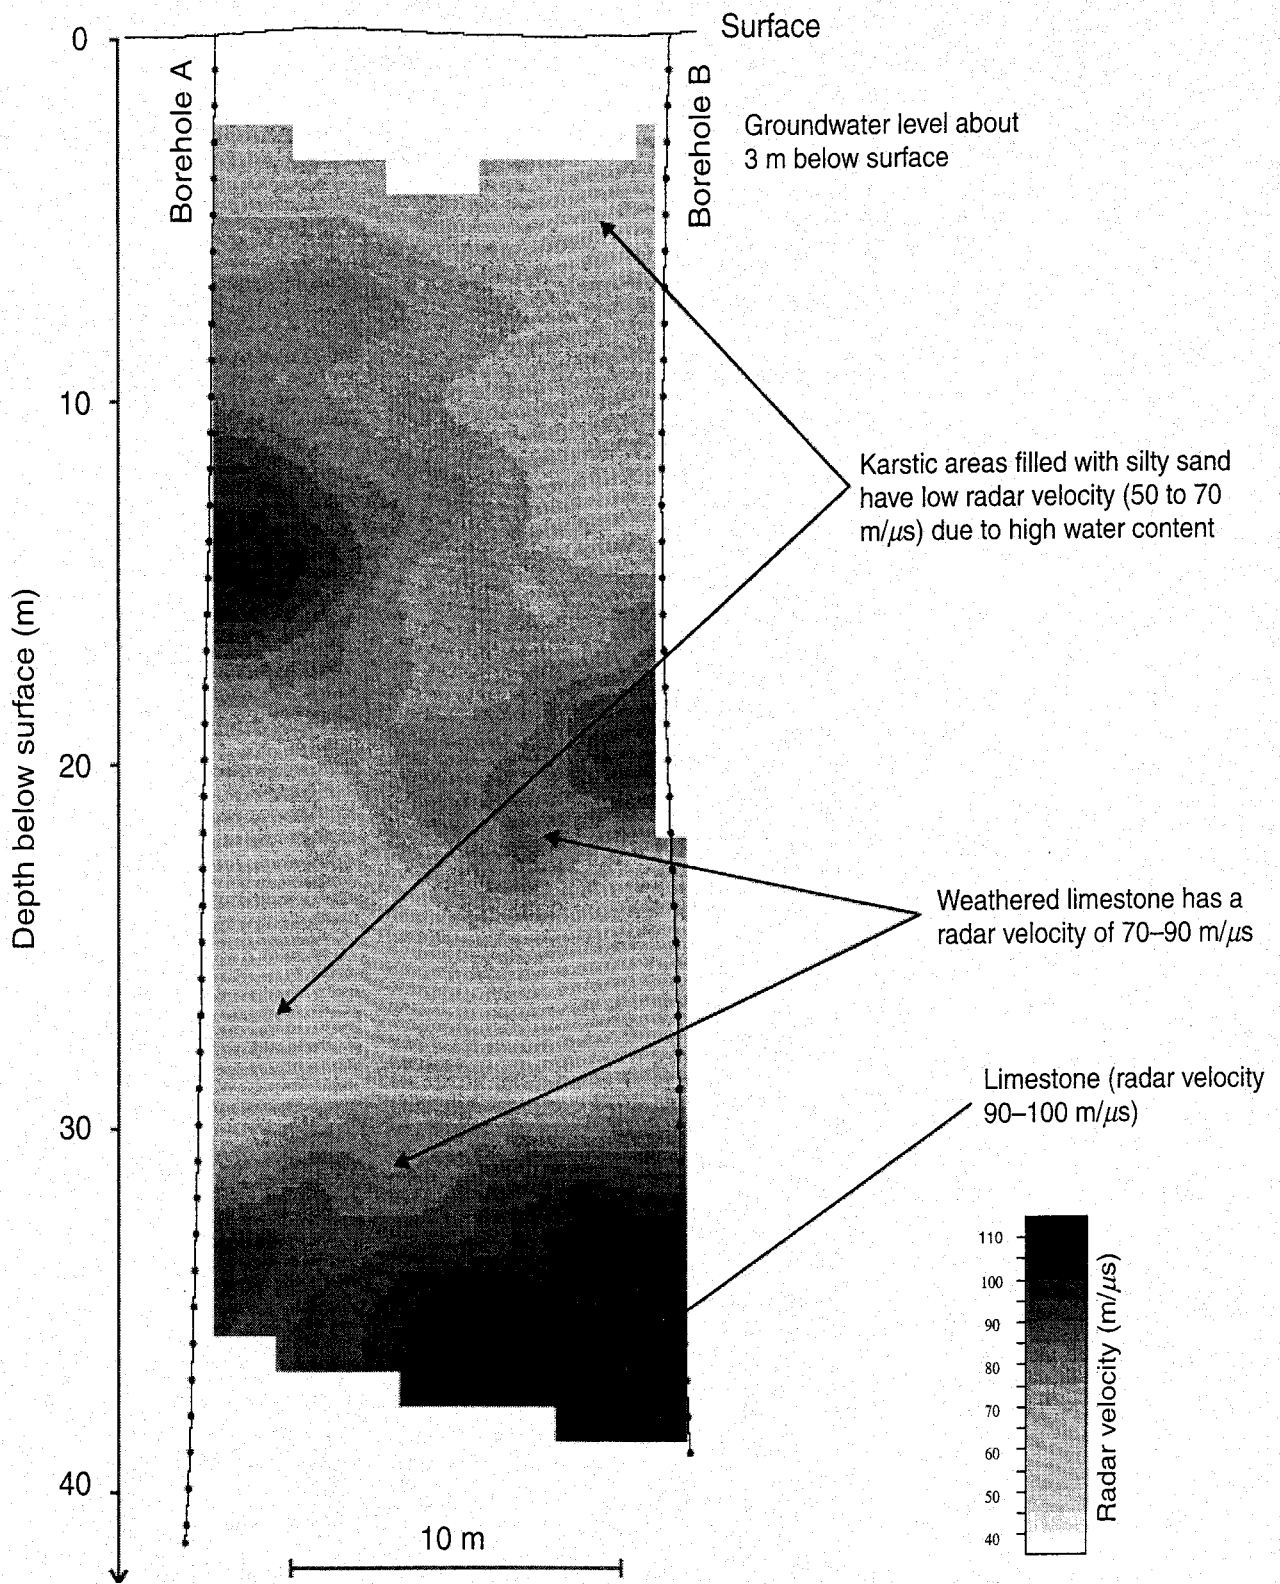 Surface
0
Borehole A
Borehole B
Groundwater level about
3 m below surface
10
Karstic areas filled with silty sand
have low radar velocity (50 to 70
m/μs) due to high water content
Depth below surface (m)
20
Weathered limestone has a
radar velocity of 70–90 m/μs
30
Limestone (radar velocity
90–100 m/μs)
110
100
90
80
70
60
50
40
Radar velocity (m/μs)
40
10 m